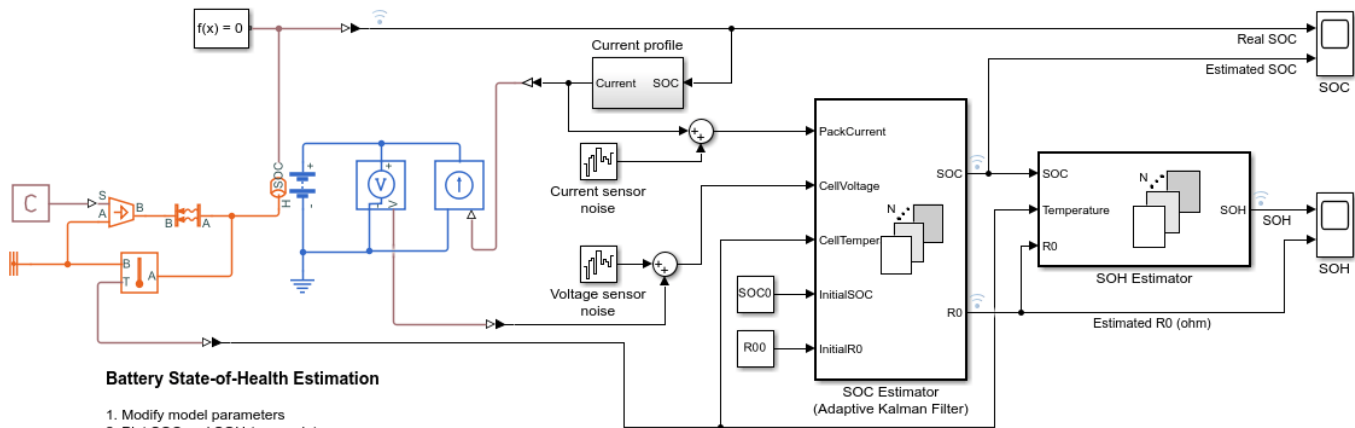 f(x) = 0
Real SOC
Estimated SOC
SOC
Current profile
Current
SOC
PackCurrent
CellVoltage
CellTemper
InitialSOC
InitialR0
SOC
R0
N
SOC Estimator
(Adaptive Kalman Filter)
Current sensor
noise
Voltage sensor
noise
SOC0
R00
SOC
Temperature
R0
N
SOH
SOH Estimator
SOH
SOH
Estimated R0 (ohm)
C
S
A
B
B
A
B
T
A
SOC
H
+
-
+
V
V
Battery State-of-Health Estimation
1. Modify model parameters